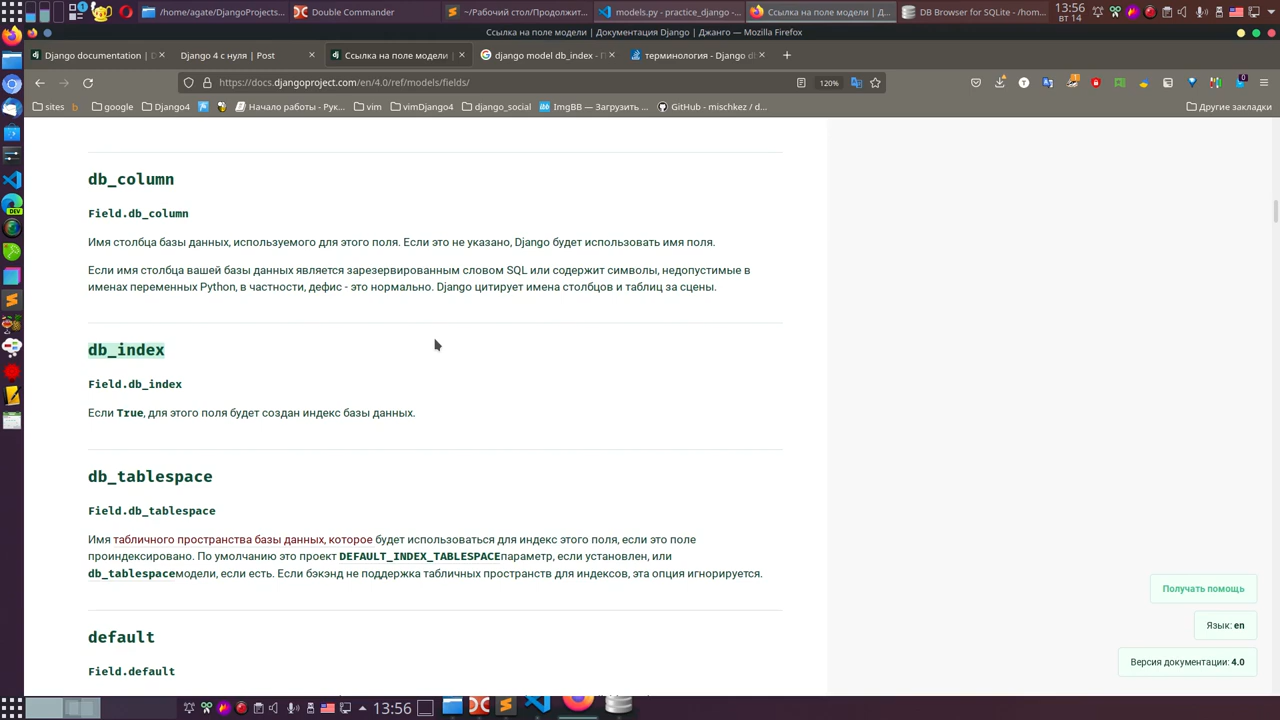 /home/agate/DjangoProjects...
Double Commander
~/Рабочий стол/Продолжит...
models.py - practice_django -...
Ссылка на поле модели | Д...
DB Browser for SQLite - /hom...
13:56
ВТ 14
Ссылка на поле модели | Документация Django | Джанго — Mozilla Firefox
Django documentation | D
Django 4 с нуля | Post
Ссылка на поле модели |
django model db_index - П
терминология - Django db
https://docs.djangoproject.com/en/4.0/ref/models/fields/
120%
sites
google
Django4
Начало работы - Рук...
vim
vimDjango4
django_social
ImgBB — Загрузить ...
GitHub - mischkez / d...
Другие закладки
DEV
db_column
Field.db_column
Имя столбца базы данных, используемого для этого поля. Если это не указано, Django будет использовать имя поля.
Если имя столбца вашей базы данных является зарезервированным словом SQL или содержит символы, недопустимые в
именах переменных Python, в частности, дефис - это нормально. Django цитирует имена столбцов и таблиц за сцены.
db_index
Field.db_index
Если True, для этого поля будет создан индекс базы данных.
db_tablespace
Field.db_tablespace
Имя табличного пространства базы данных, которое будет использоваться для индекс этого поля, если это поле
проиндексировано. По умолчанию это проект DEFAULT_INDEX_TABLESPACEпараметр, если установлен, или
db_tablespaceмодели, если есть. Если бэкэнд не поддержка табличных пространств для индексов, эта опция игнорируется.
default
Field.default
Получать помощь
Язык: en
Версия документации: 4.0
13:56